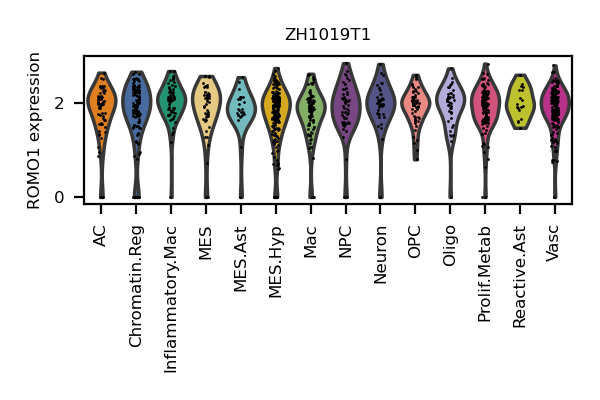 ZH1019T1
ROMO1 expression
2
0
AC
Chromatin.Reg
Inflammatory.Mac
MES
MES.Ast
MES.Hyp
Mac
NPC
Neuron
OPC
Oligo
Prolif.Metab
Reactive.Ast
Vasc